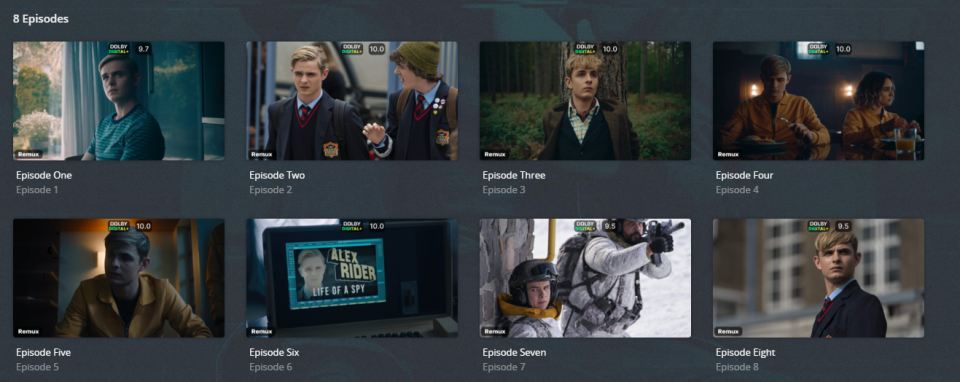 8 Episodes
DOLBY
DIGITAL+
9.7
Remux
DOLBY
DIGITAL+
10.0
Remux
DOLBY
DIGITAL+
10.0
Remux
DOLBY
DIGITAL+
10.0
Remux
Episode One
Episode 1
Episode Two
Episode 2
Episode Three
Episode 3
Episode Four
Episode 4
DOLBY
DIGITAL+
10.0
Remux
DOLBY
DIGITAL+
10.0
ALEX
RIDER
LIFE OF A SPY
Remux
DOLBY
DIGITAL+
9.5
Remux
DOLBY
DIGITAL+
9.5
Remux
Episode Five
Episode 5
Episode Six
Episode 6
Episode Seven
Episode 7
Episode Eight
Episode 8